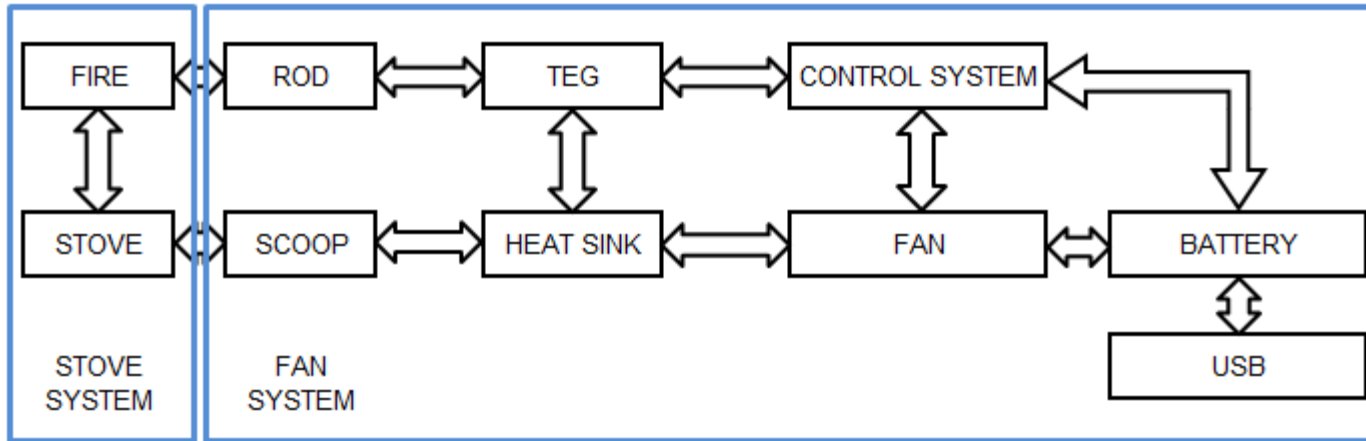 FIRE
ROD
TEG
CONTROL SYSTEM
STOVE
SCOOP
HEAT SINK
FAN
BATTERY
USB
STOVE
SYSTEM
FAN
SYSTEM